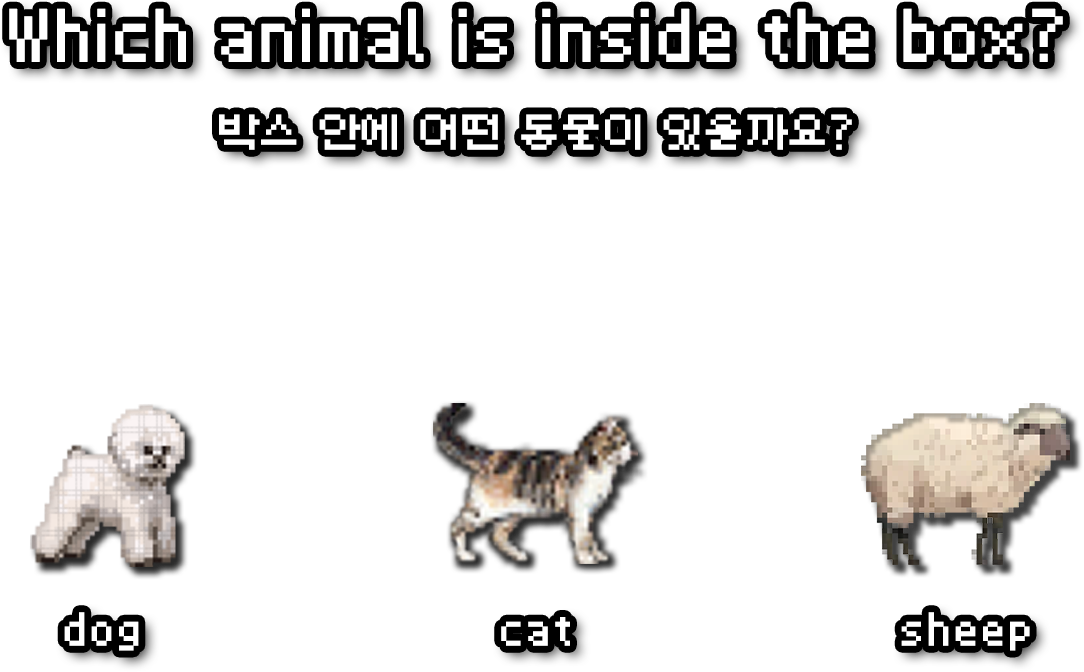 Which animal is inside the box?
박스 안에 어떤 동물이 있을까요?
dog
cat
sheep